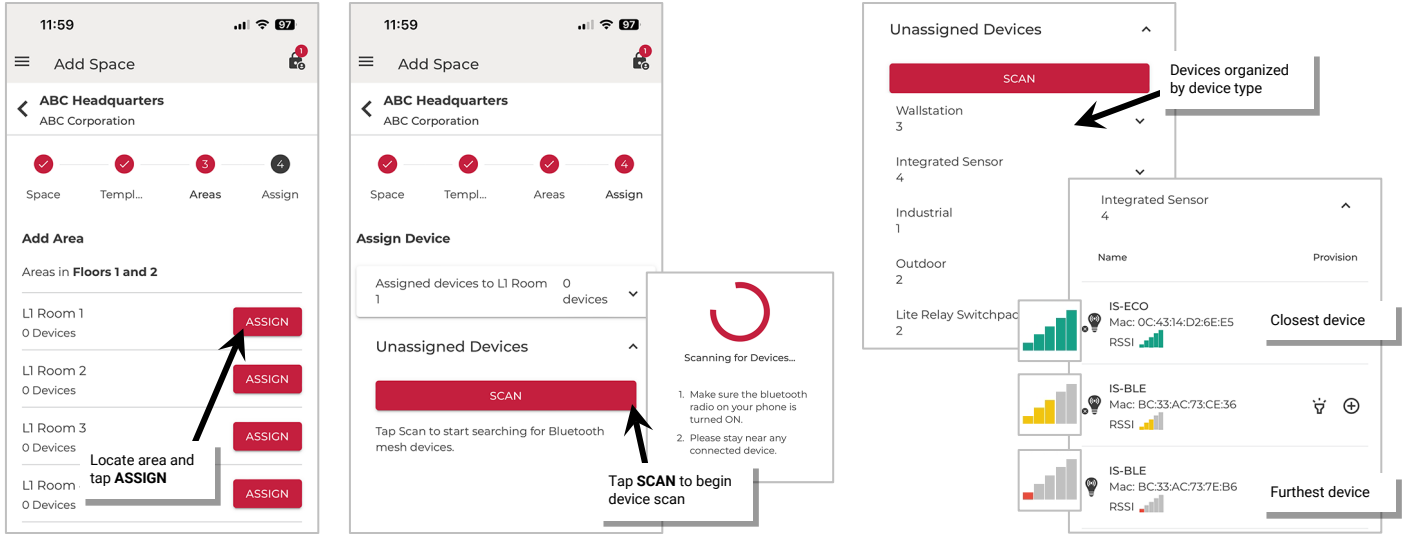 11:59
97
Add Space
1
ABC Headquarters
ABC Corporation
3
4
Space
Templ...
Areas
Assign
Add Area
Areas in Floors 1 and 2
L1 Room 1
0 Devices
ASSIGN
L1 Room 2
0 Devices
ASSIGN
L1 Room 3
0 Devices
ASSIGN
L1 Room
0 Devices
ASSIGN
Locate area and
tap ASSIGN
11:59
97
Add Space
1
ABC Headquarters
ABC Corporation
4
Space
Templ...
Areas
Assign
Assign Device
Assigned devices to L1 Room
1
0
devices
Unassigned Devices
SCAN
Tap Scan to start searching for Bluetooth
mesh devices.
Scanning for Devices...
1. Make sure the bluetooth
radio on your phone is
turned ON.
2. Please stay near any
connected device.
Tap SCAN to begin
device scan
Unassigned Devices
SCAN
Devices organized
by device type
Wallstation
3
Integrated Sensor
4
Industrial
1
Outdoor
2
Lite Relay Switchpac
2
Integrated Sensor
4
Name
Provision
IS-ECO
Mac: 0C:43:14:D2:6E:E5
RSSI
Closest device
IS-BLE
Mac: BC:33:AC:73:CE:36
RSSI
IS-BLE
Mac: BC:33:AC:73:7E:B6
RSSI
Furthest device